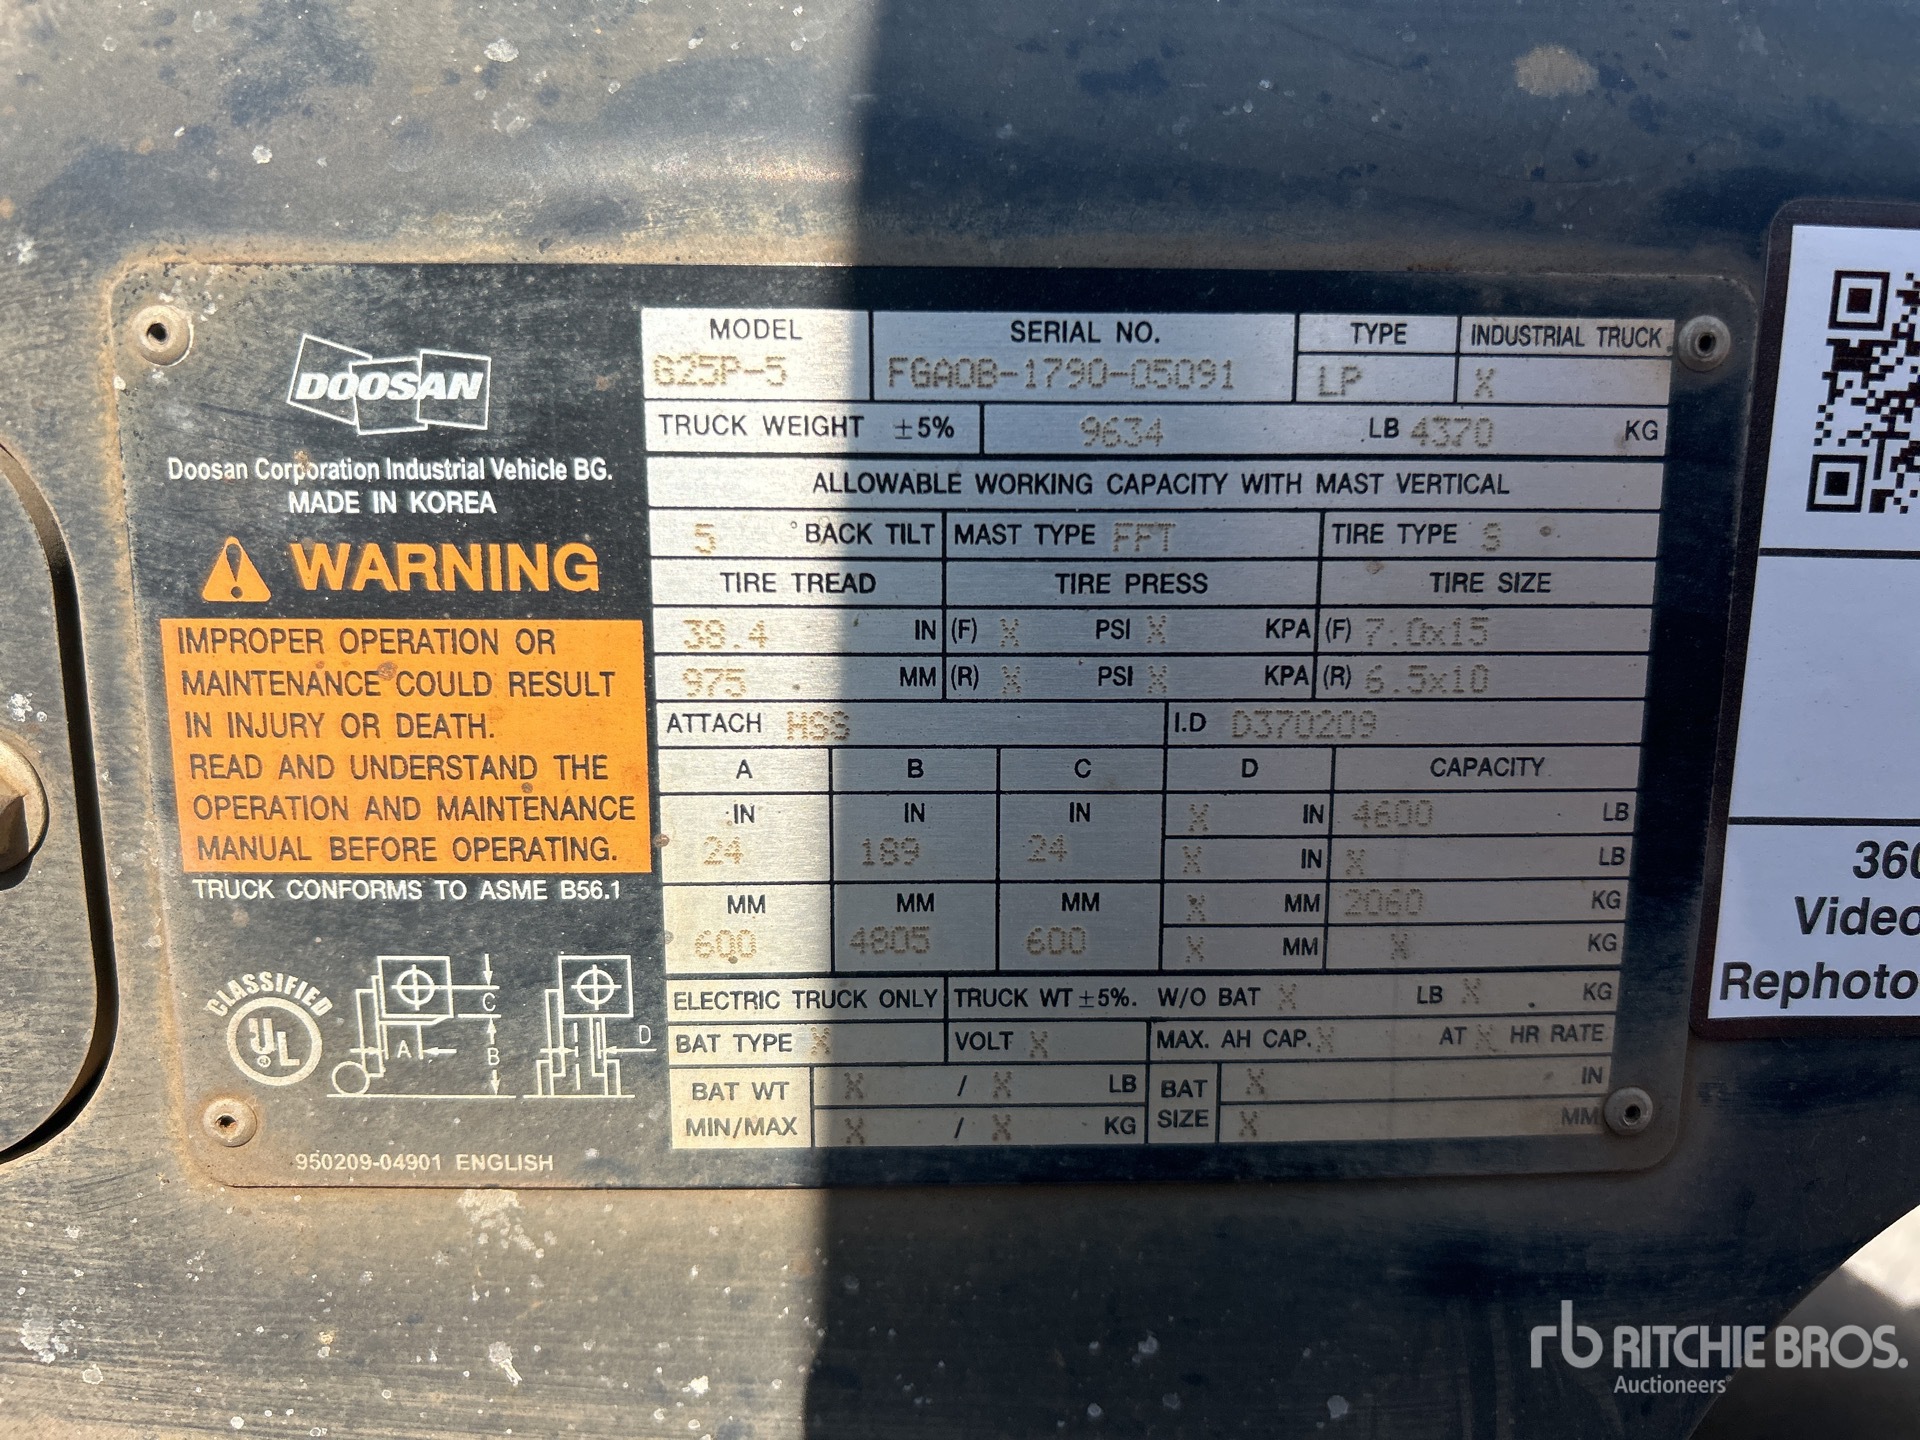 DOOSAN
Doosan Corporation Industrial Vehicle BG.
MADE IN KOREA
WARNING
IMPROPER OPERATION OR
MAINTENANCE COULD RESULT
IN INJURY OR DEATH.
READ AND UNDERSTAND THE
OPERATION AND MAINTENANCE
MANUAL BEFORE OPERATING.
TRUCK CONFORMS TO ASME B56.1
CLASSIFIED
UL
®
C
A
B
D
950209-04901 ENGLISH
MODEL SERIAL NO. TYPE INDUSTRIAL TRUCK
G25P-5 FGA0B-1790-05091 LP X
TRUCK WEIGHT ±5% 9634 LB 4370 KG
ALLOWABLE WORKING CAPACITY WITH MAST VERTICAL
5 ° BACK TILT MAST TYPE FFT TIRE TYPE S
TIRE TREAD TIRE PRESS TIRE SIZE
38.4 IN (F) X PSI X KPA (F) 7.0x15
975 MM (R) X PSI X KPA (R) 6.5x10
ATTACH HSS I.D D370209
A B C D CAPACITY
IN IN IN X IN 4600 LB
24 189 24 X IN X LB
MM MM MM X MM 2060 KG
600 4805 600 X MM X KG
ELECTRIC TRUCK ONLY TRUCK WT ±5%. W/O BAT X LB X KG
BAT TYPE X VOLT X MAX. AH CAP. X AT X HR RATE
BAT WT X / X LB BAT X IN
MIN/MAX X / X KG SIZE X MM
360
Video
Rephoto
rb RITCHIE BROS.
Auctioneers